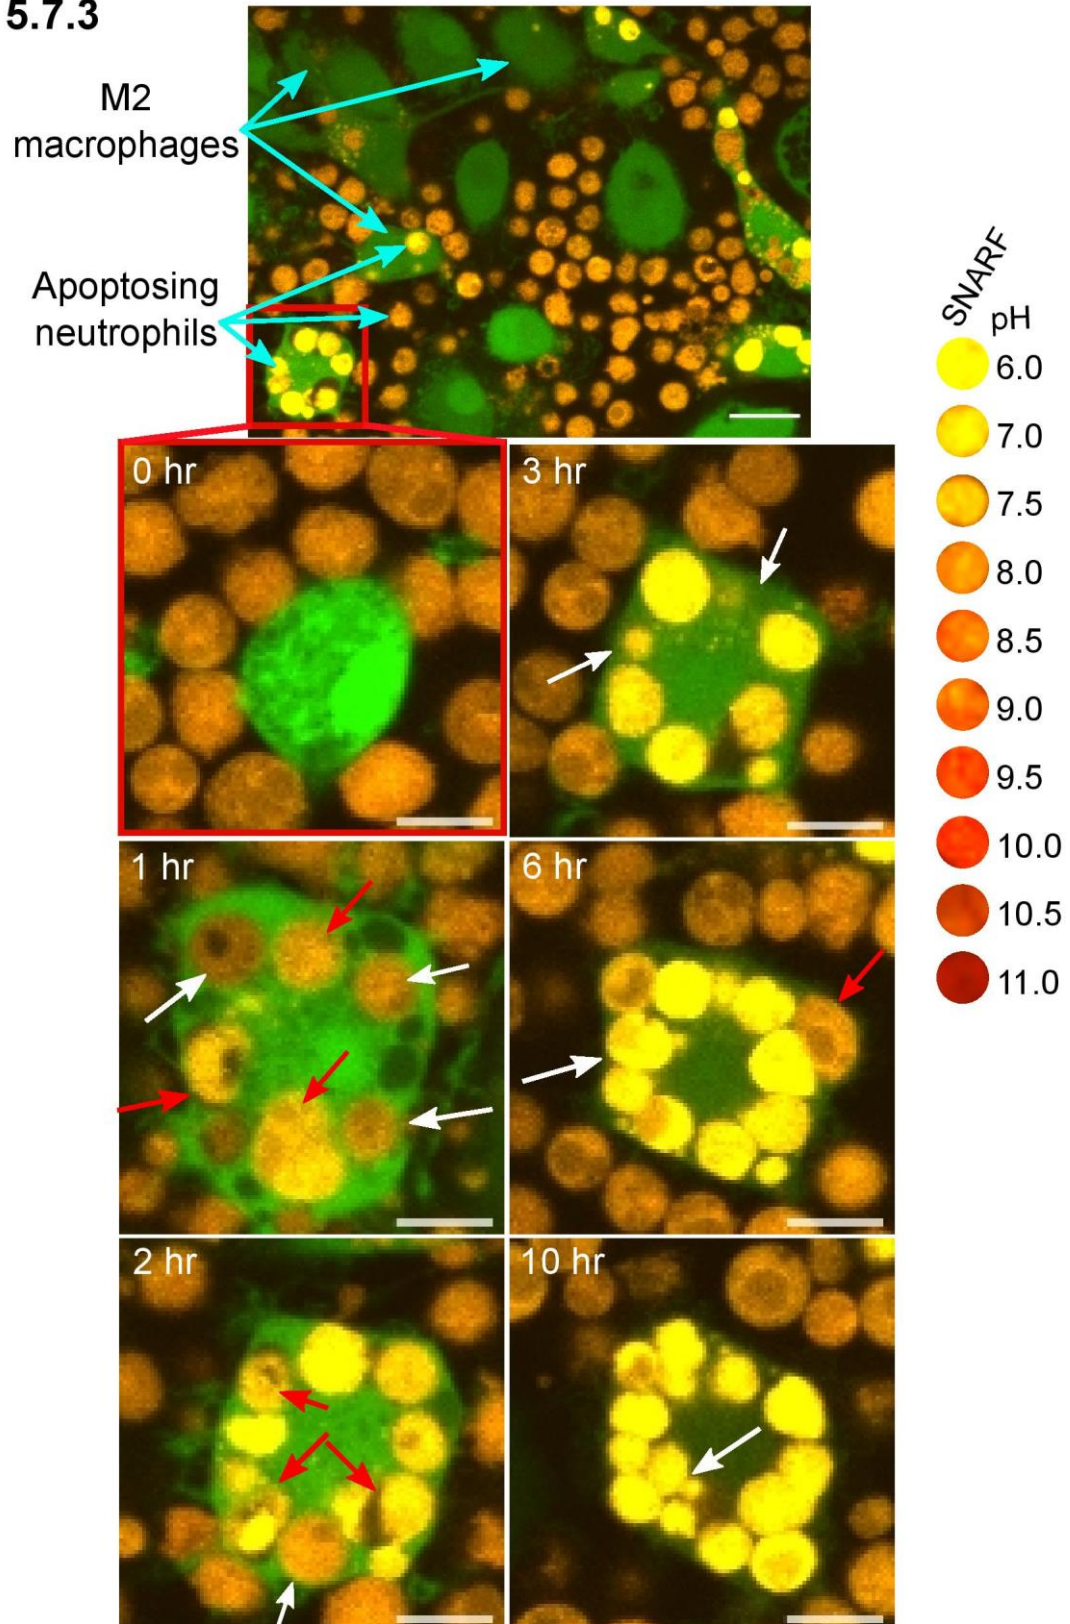 5.7.3
M2
macrophages
Apoptosing
neutrophils
0 hr
3 hr
1 hr
6 hr
2 hr
10 hr
SNARF
pH
6.0
7.0
7.5
8.0
8.5
9.0
9.5
10.0
10.5
11.0